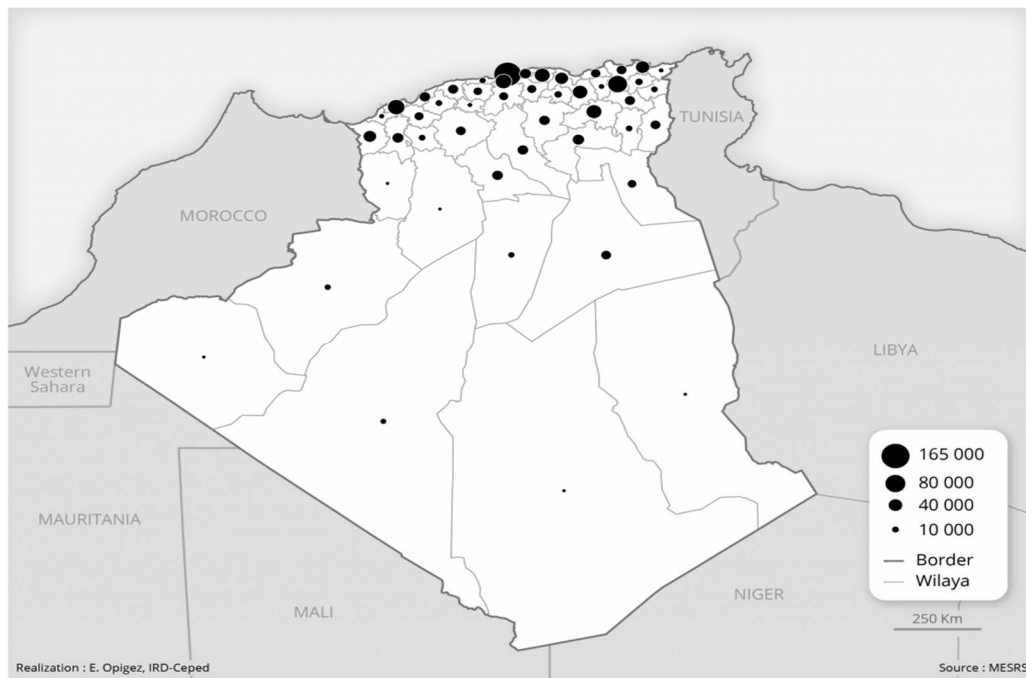 TUNISIA
MOROCCO
LIBYA
Western
Sahara
165 000
80 000
40 000
10 000
Border
Wilaya
MAURITANIA
NIGER
MALI
250 Km
Realization : E. Opigez, IRD-Ceped
Source : MESRS